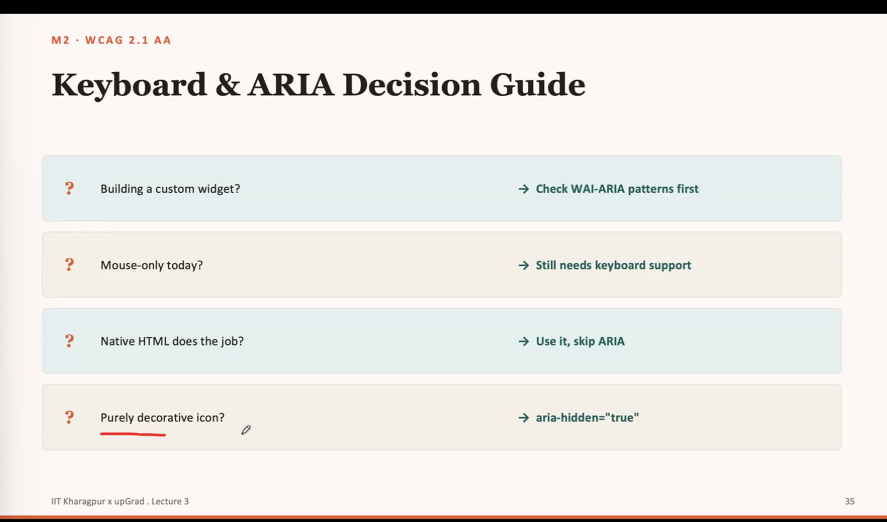 M2 · WCAG 2.1 AA
Keyboard & ARIA Decision Guide
? Building a custom widget? → Check WAI-ARIA patterns first
? Mouse-only today? → Still needs keyboard support
? Native HTML does the job? → Use it, skip ARIA
? Purely decorative icon? → aria-hidden="true"
IIT Kharagpur x upGrad . Lecture 3 35